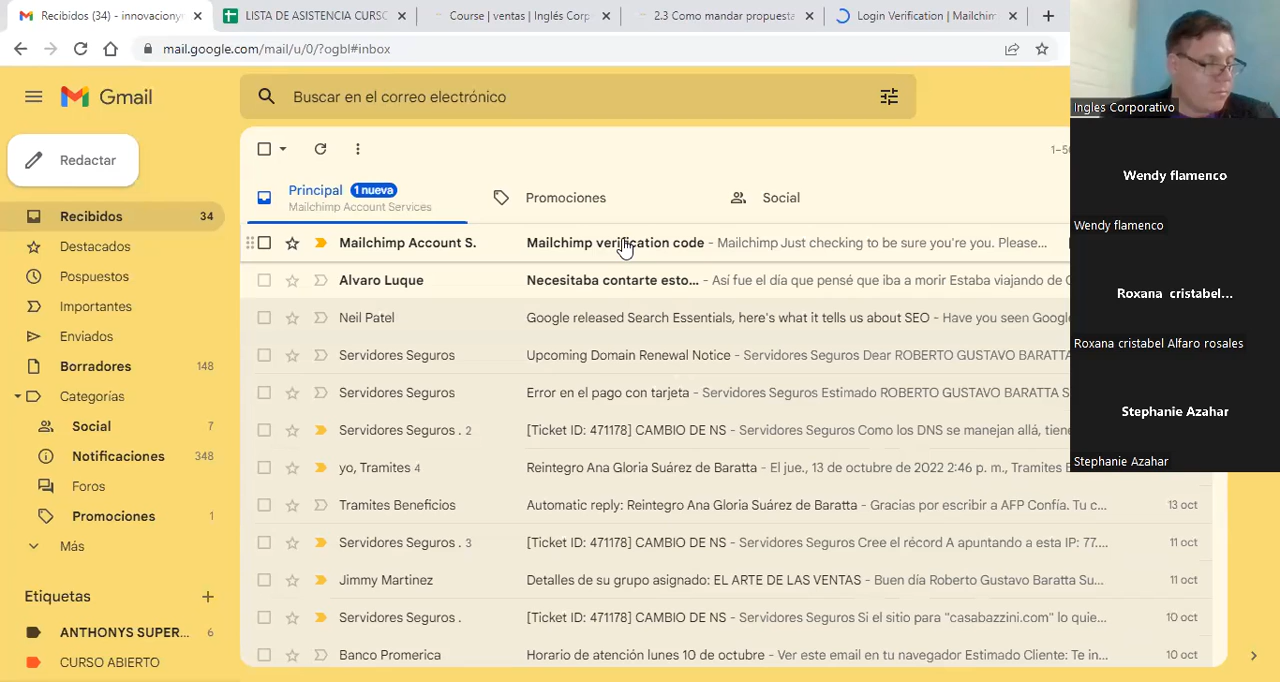 Recibidos (34) - innovaciony
LISTA DE ASISTENCIA CURSO
Course | ventas | Inglés Corp
2.3 Como mandar propuesta
Login Verification | Mailchim
mail.google.com/mail/u/0/?ogbl#inbox
Gmail
Buscar en el correo electrónico
Redactar
1–50
Principal 1 nueva
Mailchimp Account Services
Promociones
Social
Recibidos 34
Destacados
Pospuestos
Importantes
Enviados
Borradores 148
Categorías
Social 7
Notificaciones 348
Foros
Promociones 1
Más
Etiquetas
ANTHONYS SUPER... 6
CURSO ABIERTO
Mailchimp Account S. Mailchimp verification code - Mailchimp Just checking to be sure you're you. Please...
Alvaro Luque Necesitaba contarte esto... - Así fue el día que pensé que iba a morir Estaba viajando de
Neil Patel Google released Search Essentials, here's what it tells us about SEO - Have you seen Googl
Servidores Seguros Upcoming Domain Renewal Notice - Servidores Seguros Dear ROBERTO GUSTAVO BARATTA
Servidores Seguros Error en el pago con tarjeta - Servidores Seguros Estimado ROBERTO GUSTAVO BARATTA S
Servidores Seguros . 2 [Ticket ID: 471178] CAMBIO DE NS - Servidores Seguros Como los DNS se manejan allá, tiene
yo, Tramites 4 Reintegro Ana Gloria Suárez de Baratta - El jue., 13 de octubre de 2022 2:46 p. m., Tramites
Tramites Beneficios Automatic reply: Reintegro Ana Gloria Suárez de Baratta - Gracias por escribir a AFP Confía. Tu c... 13 oct
Servidores Seguros . 3 [Ticket ID: 471178] CAMBIO DE NS - Servidores Seguros Cree el récord A apuntando a esta IP: 77.... 11 oct
Jimmy Martinez Detalles de su grupo asignado: EL ARTE DE LAS VENTAS - Buen día Roberto Gustavo Baratta Su... 11 oct
Servidores Seguros . [Ticket ID: 471178] CAMBIO DE NS - Servidores Seguros Si el sitio para "casabazzini.com" lo quie... 10 oct
Banco Promerica Horario de atención lunes 10 de octubre - Ver este email en tu navegador Estimado Cliente: Te in... 10 oct
Ingles Corporativo
Wendy flamenco
Wendy flamenco
Roxana cristabel...
Roxana cristabel Alfaro rosales
Stephanie Azahar
Stephanie Azahar